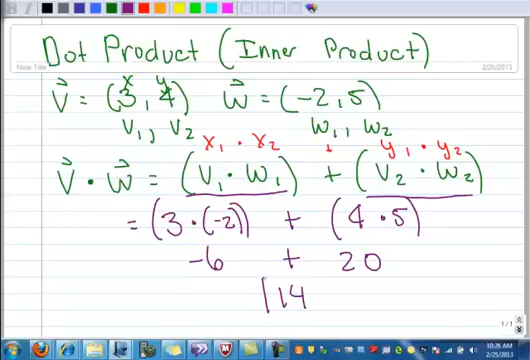 Dot Product (Inner Product)
Note Title
2/25/2013
x y
V⃗ = (3, 4) W⃗ = (-2, 5)
V₁, V₂ W₁, W₂
x₁ · x₂ + y₁ · y₂
V⃗ · W⃗ = (V₁ · W₁) + (V₂ · W₂)
= (3 · (-2)) + (4 · 5)
-6 + 20
|14
1/1
10:26 AM
2/25/2013